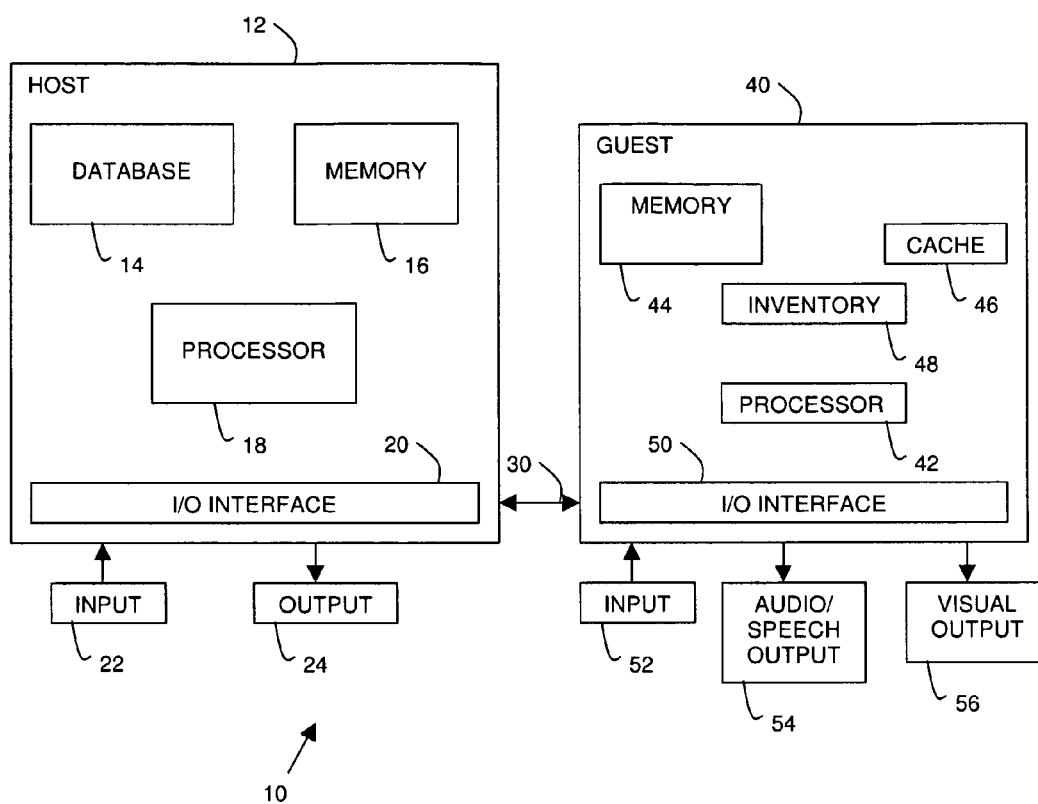 12
HOST
DATABASE
MEMORY
14
16
PROCESSOR
18
20
I/O INTERFACE
INPUT
OUTPUT
22
24
30
40
GUEST
MEMORY
CACHE
44
46
INVENTORY
48
PROCESSOR
42
50
I/O INTERFACE
INPUT
AUDIO/
SPEECH
OUTPUT
VISUAL
OUTPUT
52
54
56
10